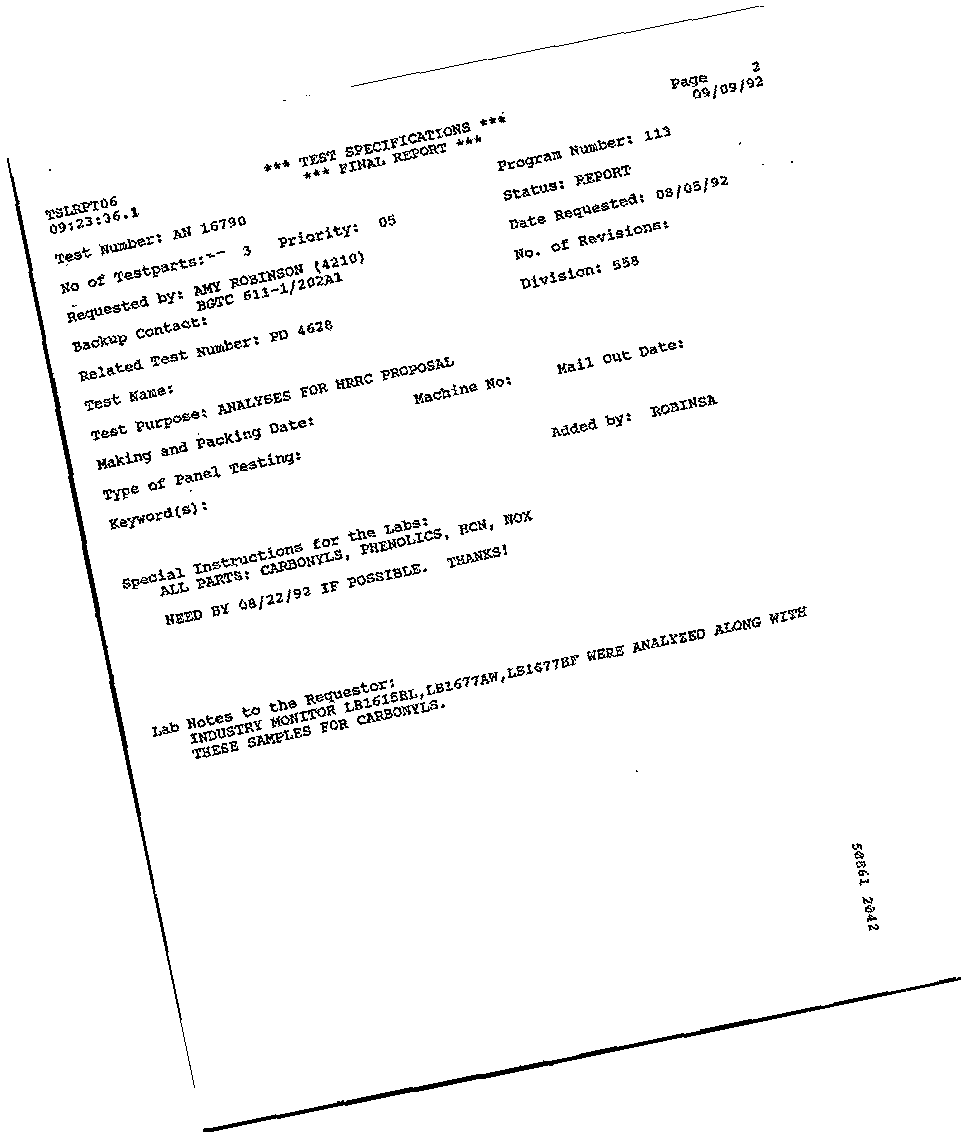 Page 2
09/09/92
*** TEST SPECIFICATIONS ***
*** FINAL REPORT ***
TSLRPT06
09:23:36.1
Program Number: 113
Test Number: AN 16790
Status: REPORT
No of Testparts:-- 3 Priority: 05
Date Requested: 08/05/92
Requested by: AMY ROBINSON (4210)
BGTC 611-1/202A1
No. of Revisions:
Backup Contact:
Division: 558
Related Test Number: PD 4628
Test Name:
Test Purpose: ANALYSES FOR HRRC PROPOSAL
Making and Packing Date: Machine No: Mail Out Date:
Type of Panel Testing:
Keyword(s): Added by: ROBINSA
Special Instructions for the Labs:
ALL PARTS: CARBONYLS, PHENOLICS, HCN, NOX
NEED BY 08/22/92 IF POSSIBLE. THANKS!
Lab Notes to the Requestor:
INDUSTRY MONITOR LB1615RL,LB1677AW,LB1677BF WERE ANALYZED ALONG WITH
THESE SAMPLES FOR CARBONYLS.
50861 2042